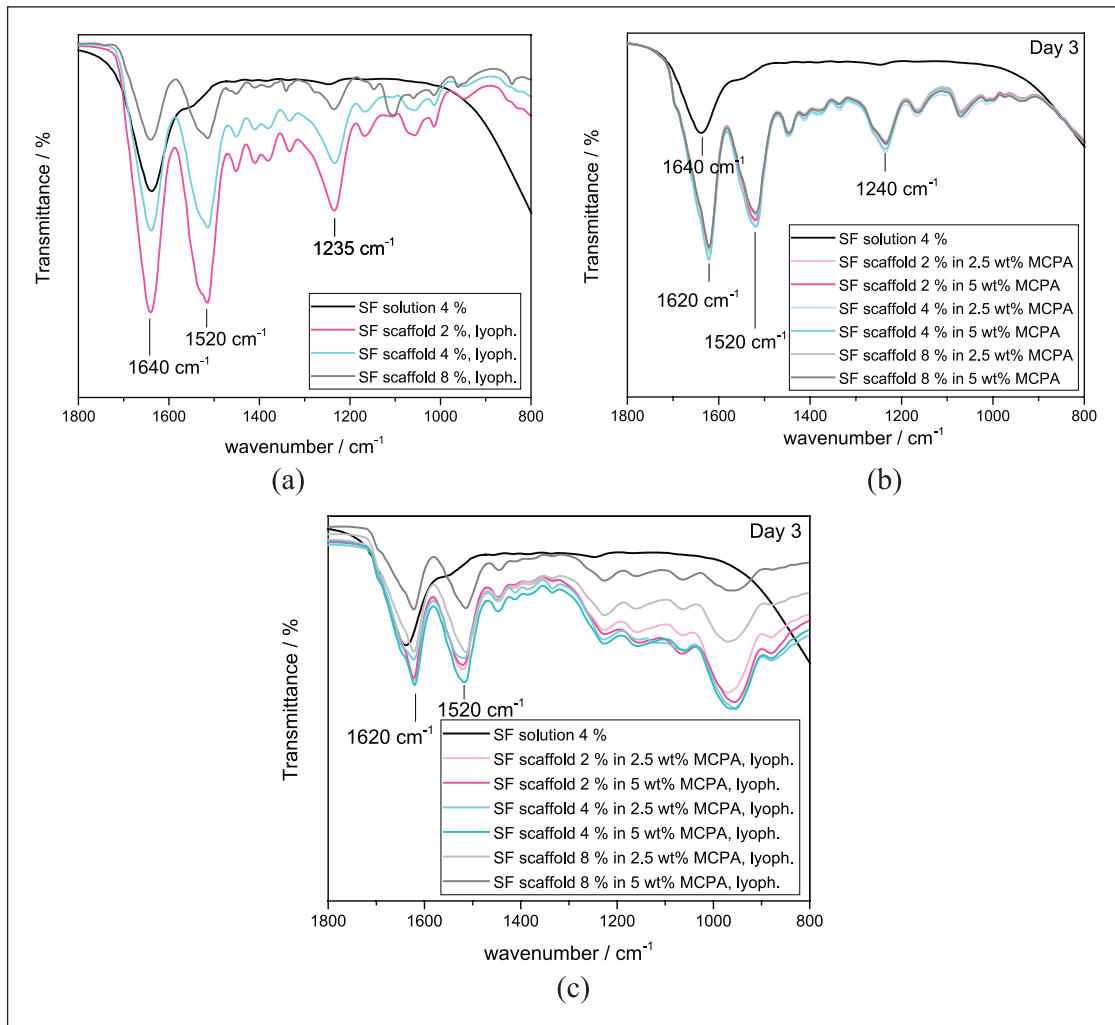 Transmittance / %
1640 cm⁻¹
1520 cm⁻¹
1235 cm⁻¹
SF solution 4 %
SF scaffold 2 %, lyoph.
SF scaffold 4 %, lyoph.
SF scaffold 8 %, lyoph.
1800 1600 1400 1200 1000 800
wavenumber / cm⁻¹
(a)
Day 3
Transmittance / %
1640 cm⁻¹
1240 cm⁻¹
1620 cm⁻¹
1520 cm⁻¹
SF solution 4 %
SF scaffold 2 % in 2.5 wt% MCPA
SF scaffold 2 % in 5 wt% MCPA
SF scaffold 4 % in 2.5 wt% MCPA
SF scaffold 4 % in 5 wt% MCPA
SF scaffold 8 % in 2.5 wt% MCPA
SF scaffold 8 % in 5 wt% MCPA
1800 1600 1400 1200 1000 800
wavenumber / cm⁻¹
(b)
Day 3
Transmittance / %
1620 cm⁻¹
1520 cm⁻¹
SF solution 4 %
SF scaffold 2 % in 2.5 wt% MCPA, lyoph.
SF scaffold 2 % in 5 wt% MCPA, lyoph.
SF scaffold 4 % in 2.5 wt% MCPA, lyoph.
SF scaffold 4 % in 5 wt% MCPA, lyoph.
SF scaffold 8 % in 2.5 wt% MCPA, lyoph.
SF scaffold 8 % in 5 wt% MCPA, lyoph.
1800 1600 1400 1200 1000 800
wavenumber / cm⁻¹
(c)